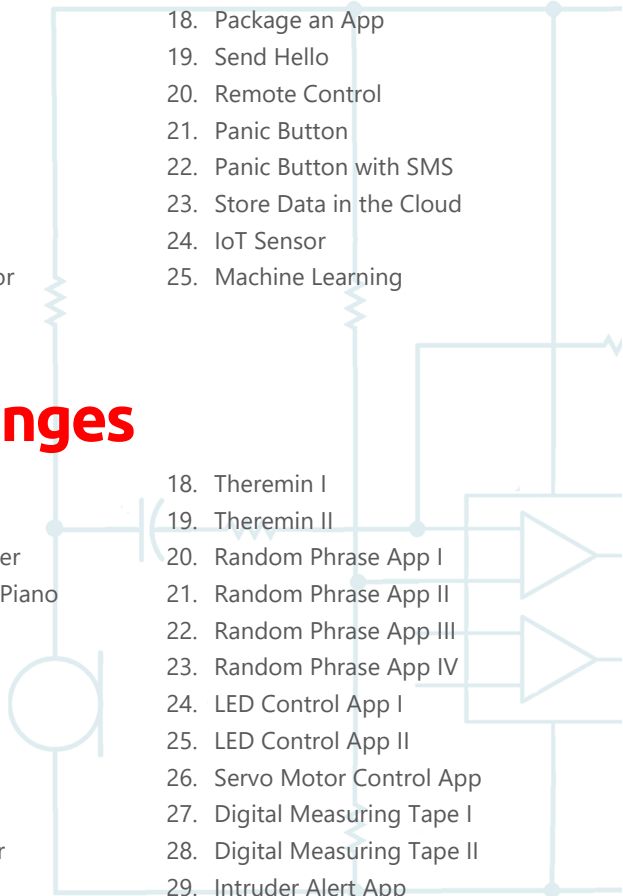 18. Package an App
19. Send Hello
20. Remote Control
21. Panic Button
22. Panic Button with SMS
23. Store Data in the Cloud
24. IoT Sensor
or
25. Machine Learning
nges
18. Theremin I
19. Theremin II
er
20. Random Phrase App I
Piano
21. Random Phrase App II
22. Random Phrase App III
23. Random Phrase App IV
24. LED Control App I
25. LED Control App II
26. Servo Motor Control App
27. Digital Measuring Tape I
r
28. Digital Measuring Tape II
29. Intruder Alert App